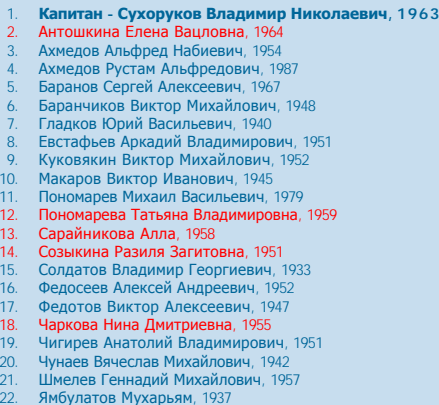 1. Капитан - Сухоруков Владимир Николаевич, 1963
2. Антошкина Елена Вацловна, 1964
3. Ахмедов Альфред Набиевич, 1954
4. Ахмедов Рустам Альфредович, 1987
5. Баранов Сергей Алексеевич, 1967
6. Баранчиков Виктор Михайлович, 1948
7. Гладков Юрий Васильевич, 1940
8. Евстафьев Аркадий Владимирович, 1951
9. Куковякин Виктор Михайлович, 1952
10. Макаров Виктор Иванович, 1945
11. Пономарев Михаил Васильевич, 1979
12. Пономарева Татьяна Владимировна, 1959
13. Сарайникова Алла, 1958
14. Созыкина Разиля Загитовна, 1951
15. Солдатов Владимир Георгиевич, 1933
16. Федосеев Алексей Андреевич, 1952
17. Федотов Виктор Алексеевич, 1947
18. Чаркова Нина Дмитриевна, 1955
19. Чигирев Анатолий Владимирович, 1951
20. Чунаев Вячеслав Михайлович, 1942
21. Шмелев Геннадий Михайлович, 1957
22. Ямбулатов Мухарьям, 1937